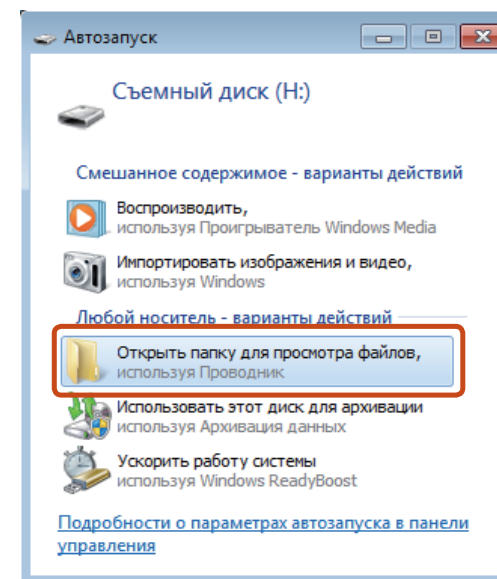 Автозапуск
Съемный диск (H:)
Смешанное содержимое - варианты действий
Воспроизводить,
используя Проигрыватель Windows Media
Импортировать изображения и видео,
используя Windows
Любой носитель - варианты действий
Открыть папку для просмотра файлов,
используя Проводник
Использовать этот диск для архивации
используя Архивация данных
Ускорить работу системы
используя Windows ReadyBoost
Подробности о параметрах автозапуска в панели
управления